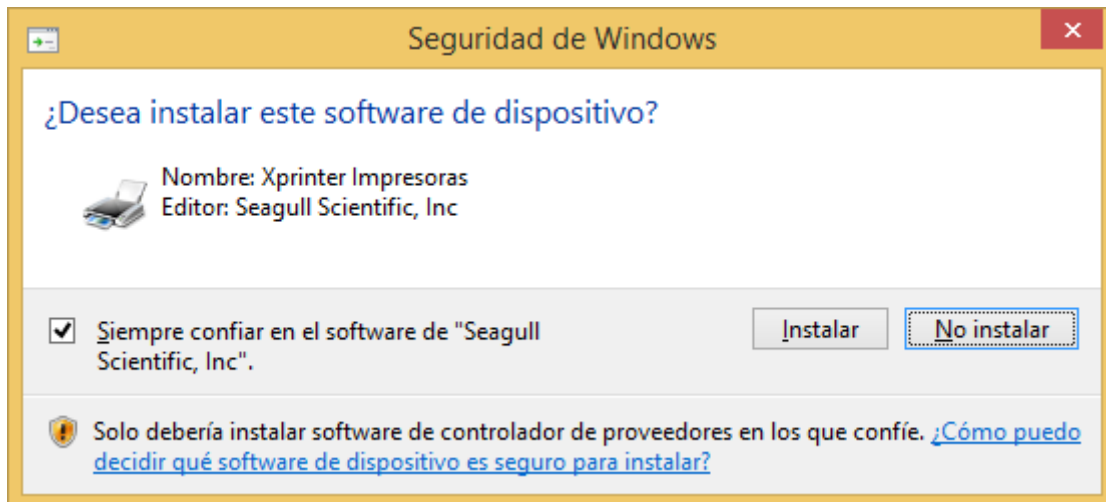 Seguridad de Windows
¿Desea instalar este software de dispositivo?
Nombre: Xprinter Impresoras
Editor: Seagull Scientific, Inc
Siempre confiar en el software de "Seagull
Scientific, Inc".
Instalar
No instalar
Solo debería instalar software de controlador de proveedores en los que confíe. ¿Cómo puedo
decidir qué software de dispositivo es seguro para instalar?